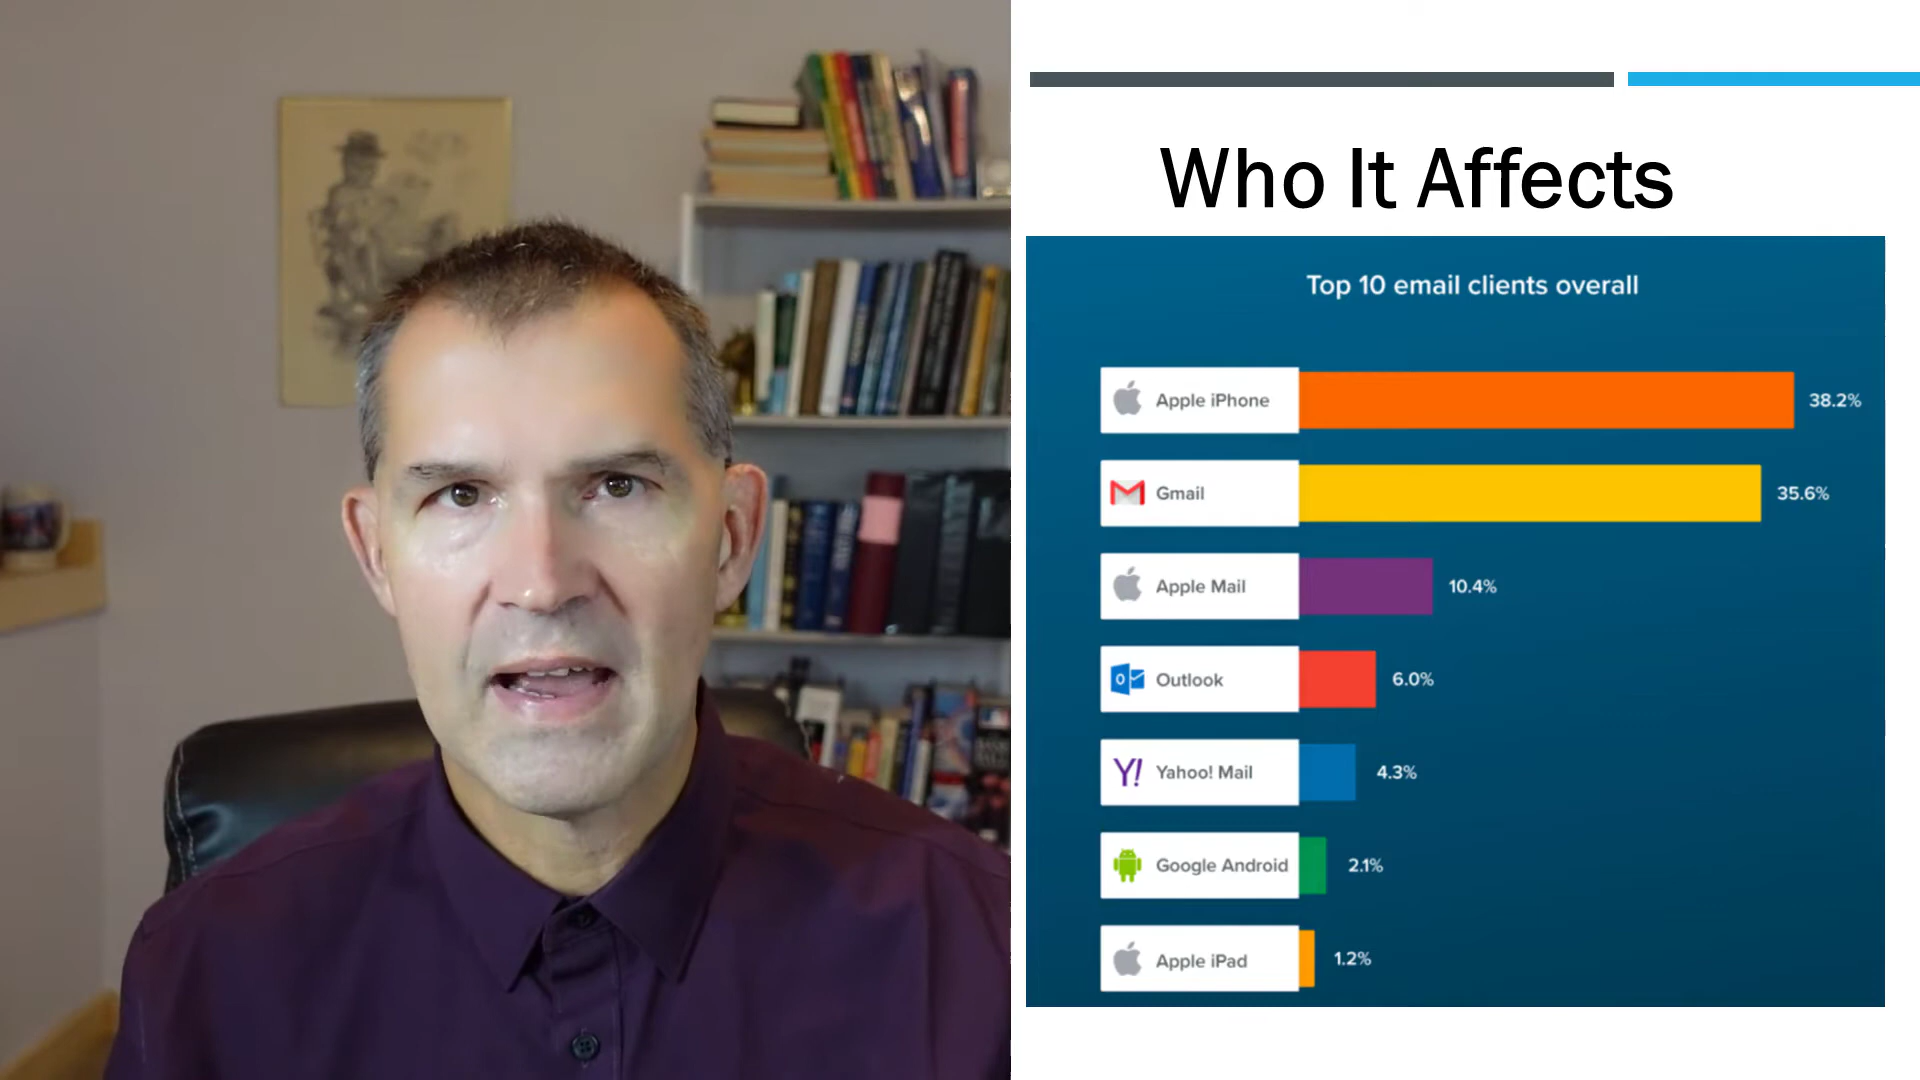 Who It Affects
Top 10 email clients overall
Apple iPhone 38.2%
Gmail 35.6%
Apple Mail 10.4%
Outlook 6.0%
Y! Yahoo! Mail 4.3%
Google Android 2.1%
Apple iPad 1.2%